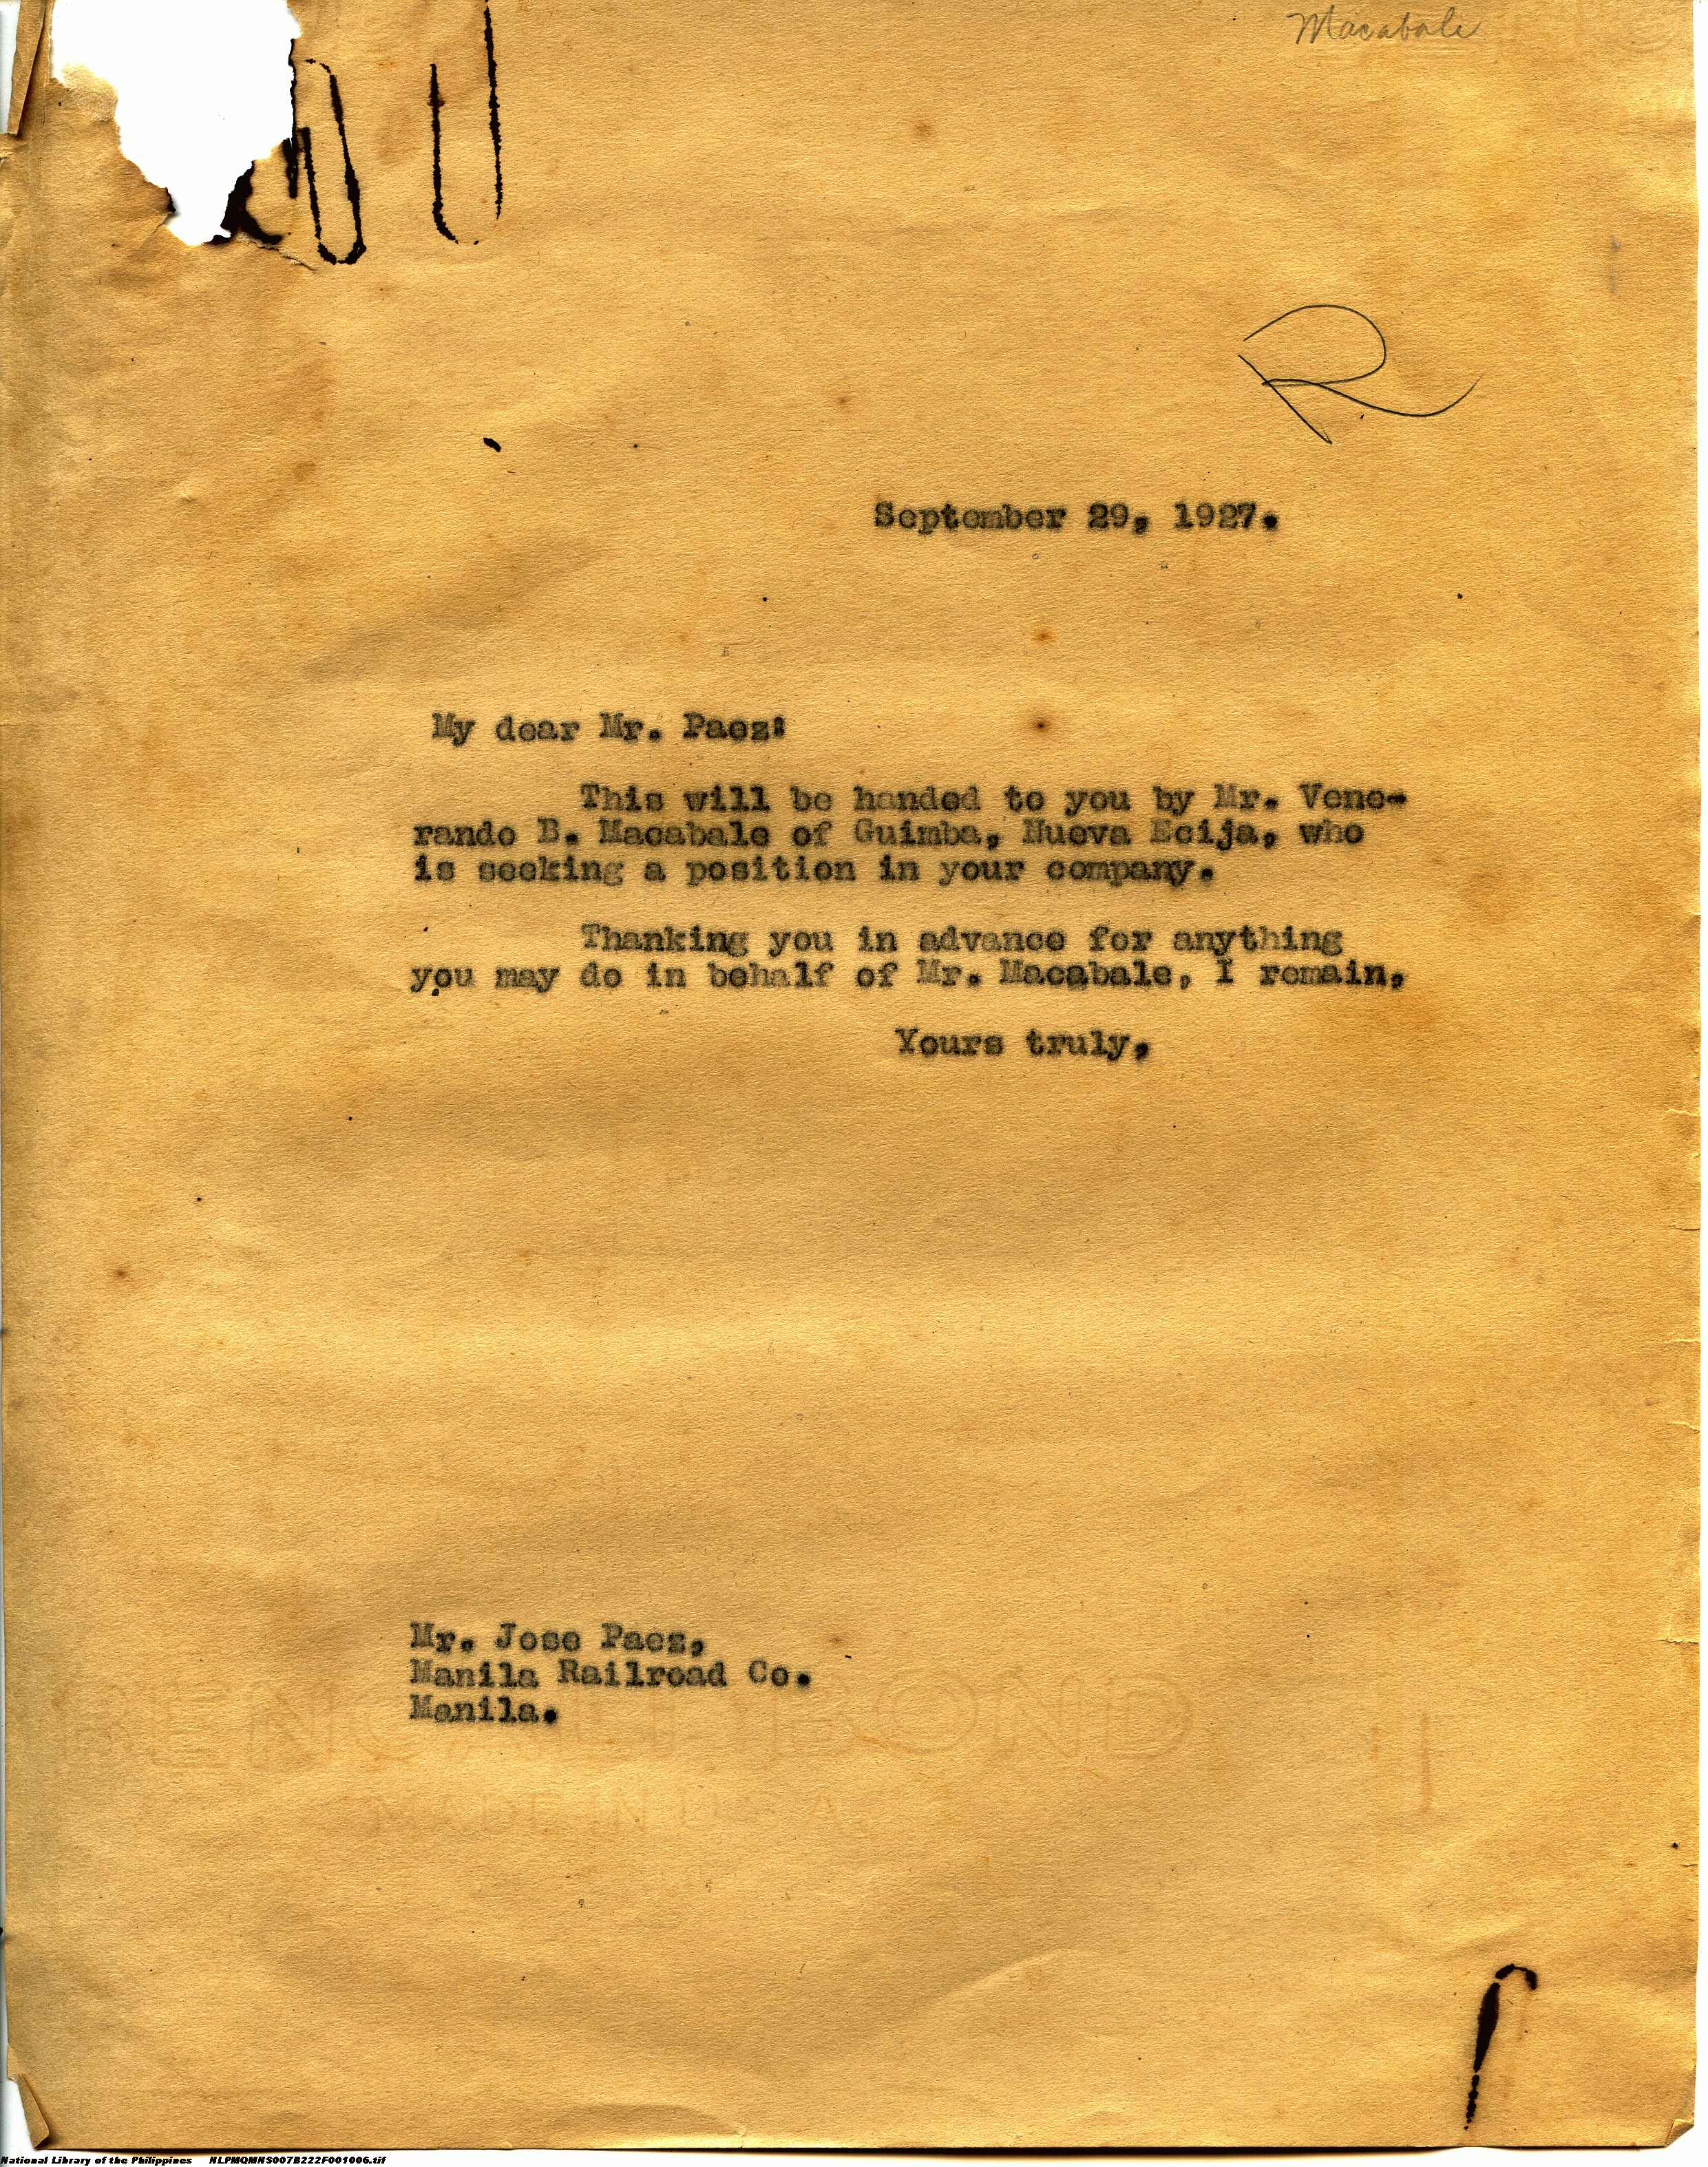 Macabale
R
September 29, 1927.
My dear Mr. Paez:
This will be handed to you by Mr. Vene-
rando B. Macabale of Guimba, Nueva Ecija, who
is seeking a position in your company.
Thanking you in advance for anything
you may do in behalf of Mr. Macabale, I remain,
Yours truly,
Mr. Jose Paez,
Manila Railroad Co.
Manila.
BOND
MADE IN U.S.A.
National Library of the Philippines NLPMQMNS007B222F001006.tif